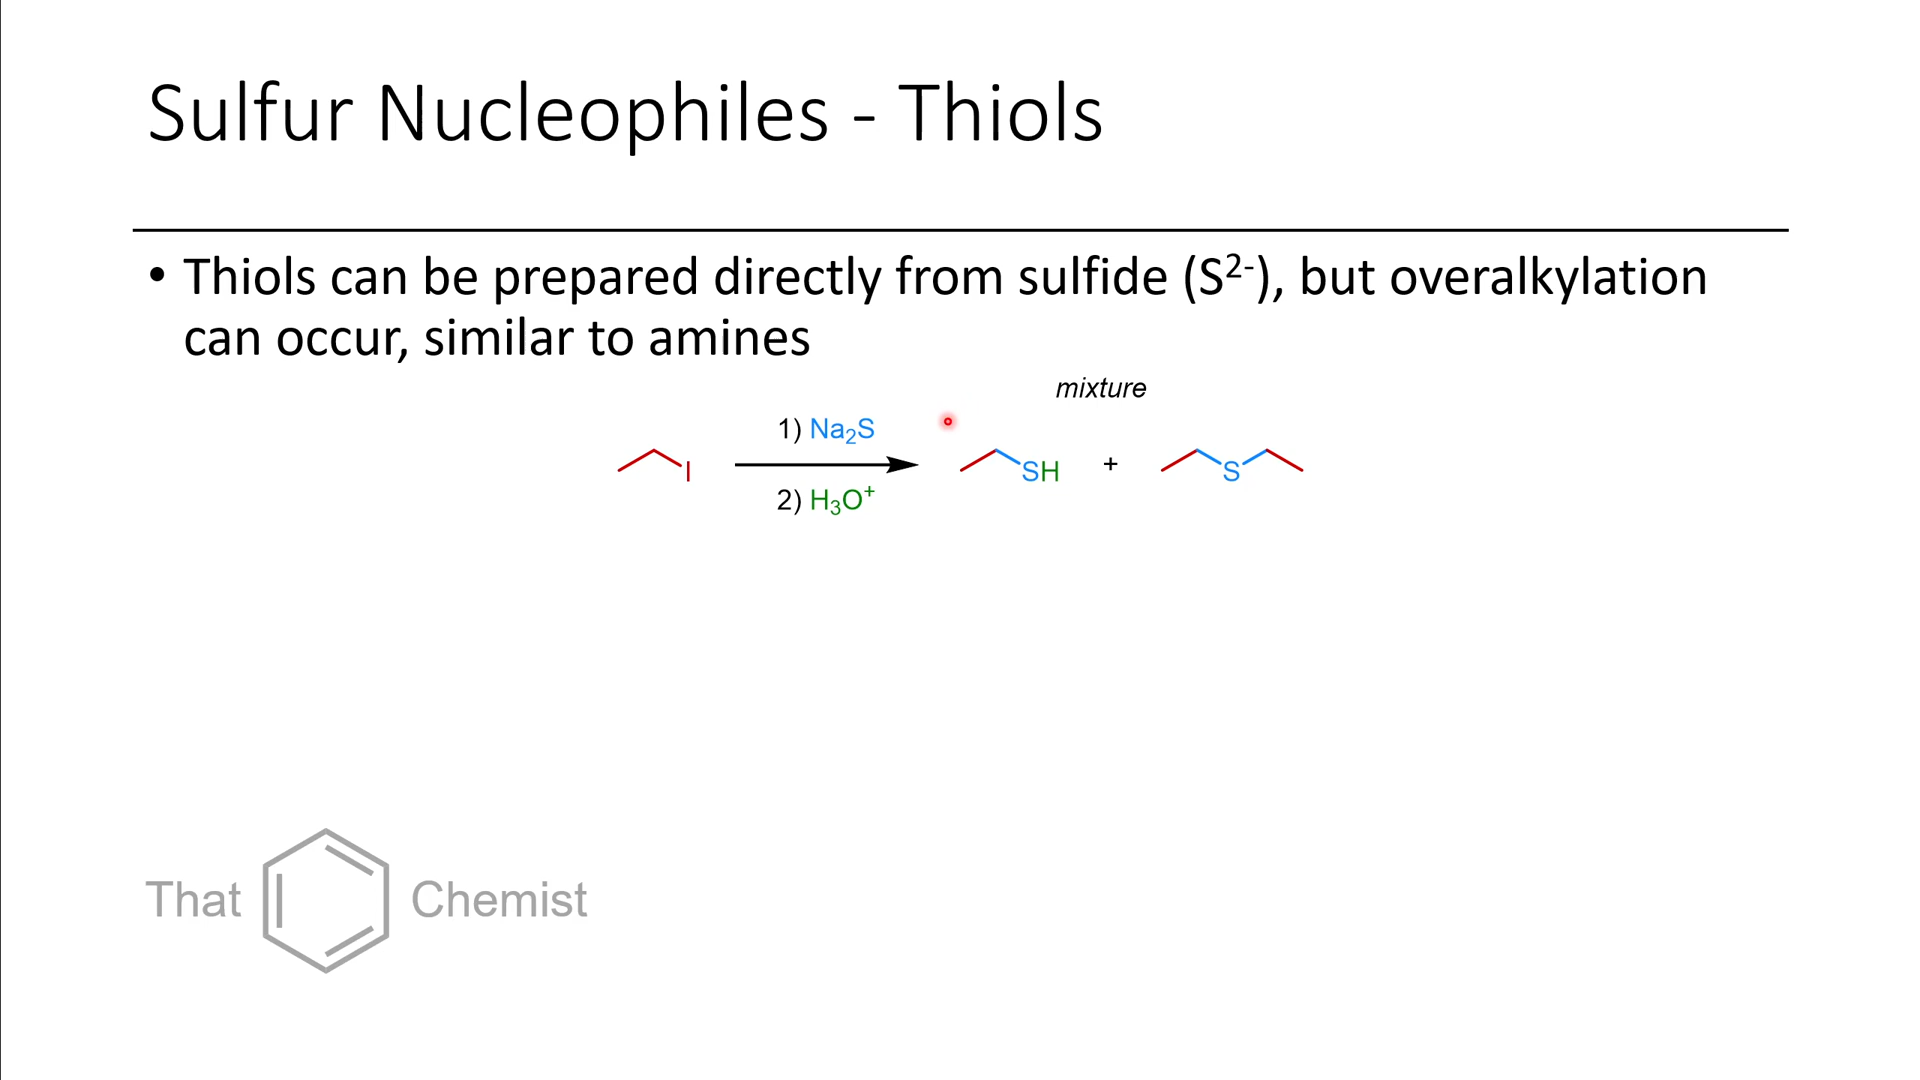 Sulfur Nucleophiles - Thiols
• Thiols can be prepared directly from sulfide (S²⁻), but overalkylation
can occur, similar to amines
mixture
1) Na₂S
I
SH + S
2) H₃O⁺
That Chemist